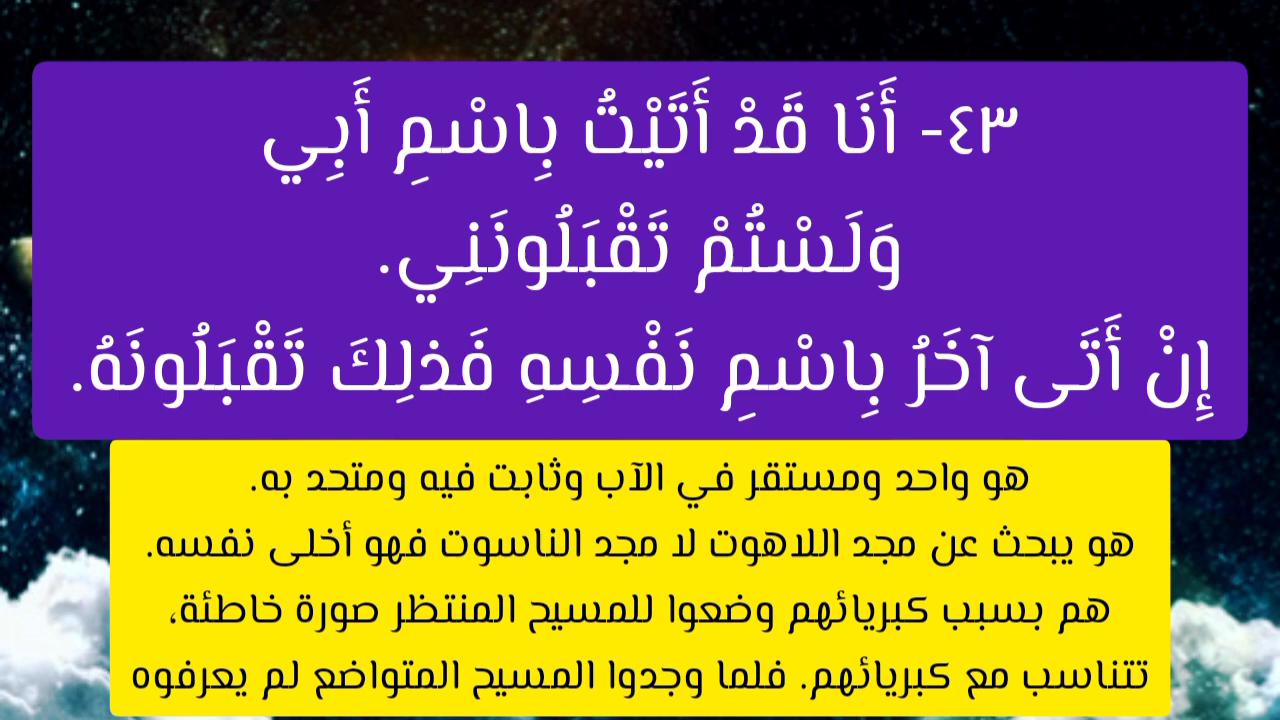 ٤٣- أَنَا قَدْ أَتَيْتُ بِاسْمِ أَبِي
وَلَسْتُمْ تَقْبَلُونَنِي.
إِنْ أَتَى آخَرُ بِاسْمِ نَفْسِهِ فَذلِكَ تَقْبَلُونَهُ.
هو واحد ومستقر في الآب وثابت فيه ومتحد به.
هو يبحث عن مجد اللاهوت لا مجد الناسوت فهو أخلى نفسه.
هم بسبب كبريائهم وضعوا للمسيح المنتظر صورة خاطئة،
تتناسب مع كبريائهم. فلما وجدوا المسيح المتواضع لم يعرفوه